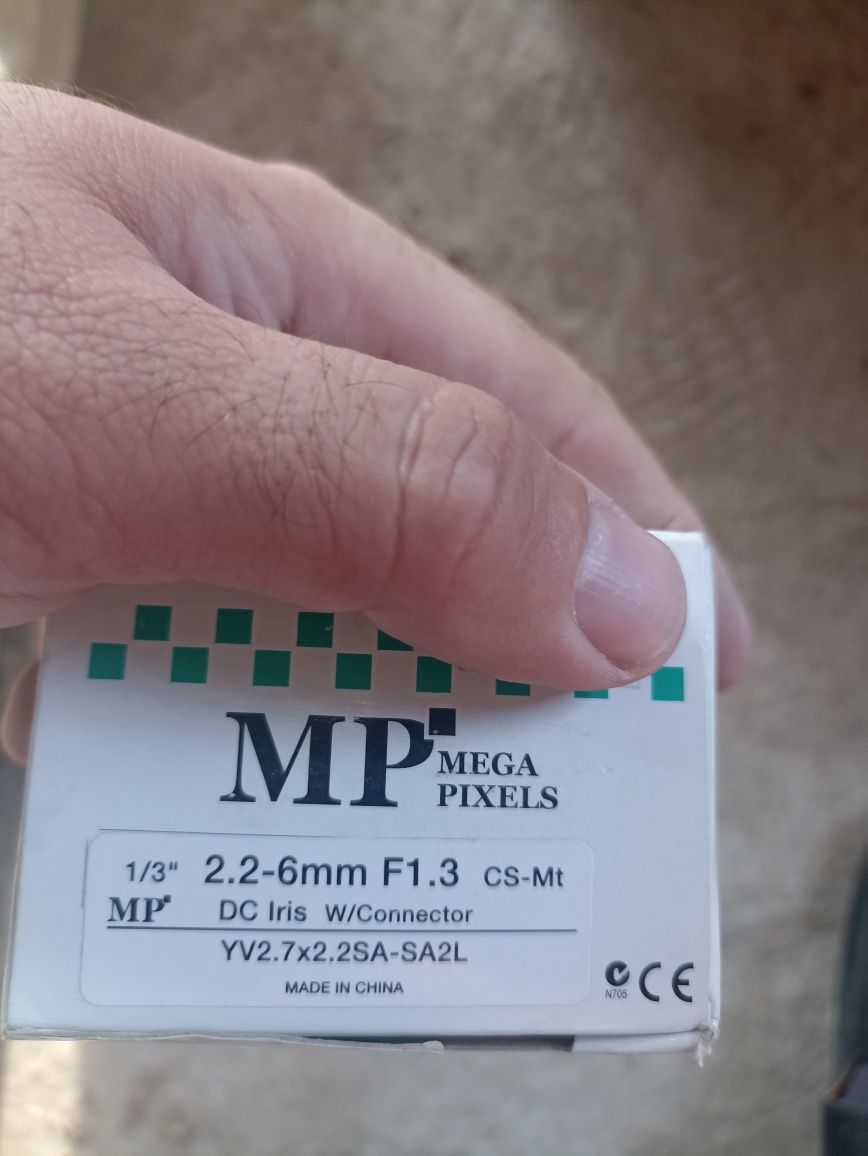 MP MEGA
PIXELS
1/3" 2.2-6mm F1.3 CS-Mt
MP DC Iris W/Connector
YV2.7x2.2SA-SA2L
MADE IN CHINA
N705 CE